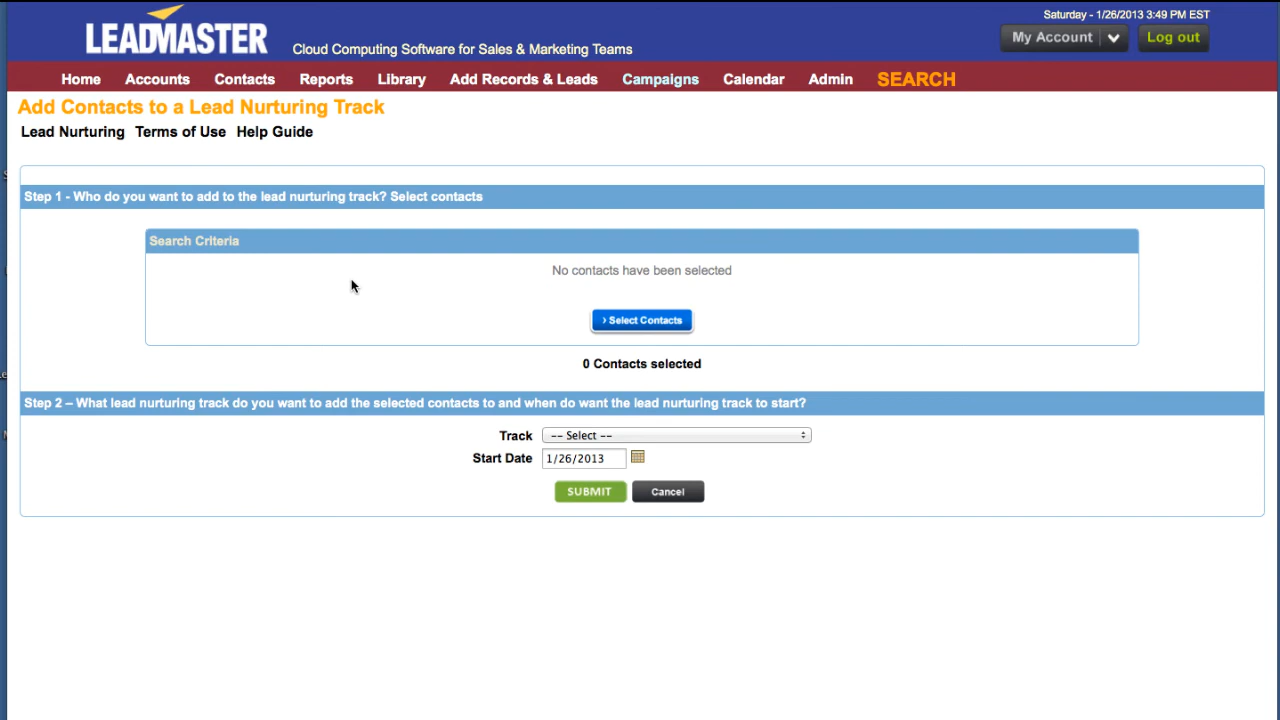 Saturday - 1/26/2013 3:49 PM EST
LEADMASTER
Cloud Computing Software for Sales & Marketing Teams
My Account
Log out
Home Accounts Contacts Reports Library Add Records & Leads Campaigns Calendar Admin SEARCH
Add Contacts to a Lead Nurturing Track
Lead Nurturing Terms of Use Help Guide
Step 1 - Who do you want to add to the lead nurturing track? Select contacts
Search Criteria
No contacts have been selected
› Select Contacts
0 Contacts selected
Step 2 – What lead nurturing track do you want to add the selected contacts to and when do want the lead nurturing track to start?
Track -- Select --
Start Date 1/26/2013
SUBMIT Cancel